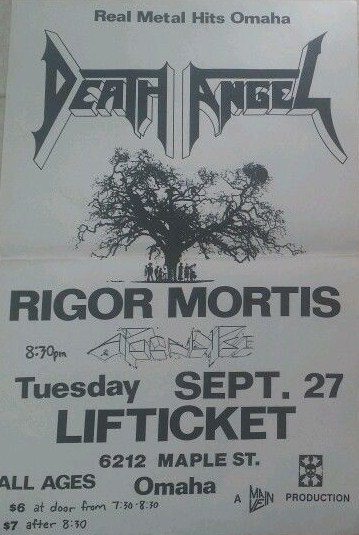 Real Metal Hits Omaha
DEATH ANGEL
RIGOR MORTIS
8:30pm
Tuesday SEPT. 27
LIFTICKET
6212 MAPLE ST.
ALL AGES Omaha
$6 at door from 7:30-8:30
$7 after 8:30
A MAIN VEIN PRODUCTION